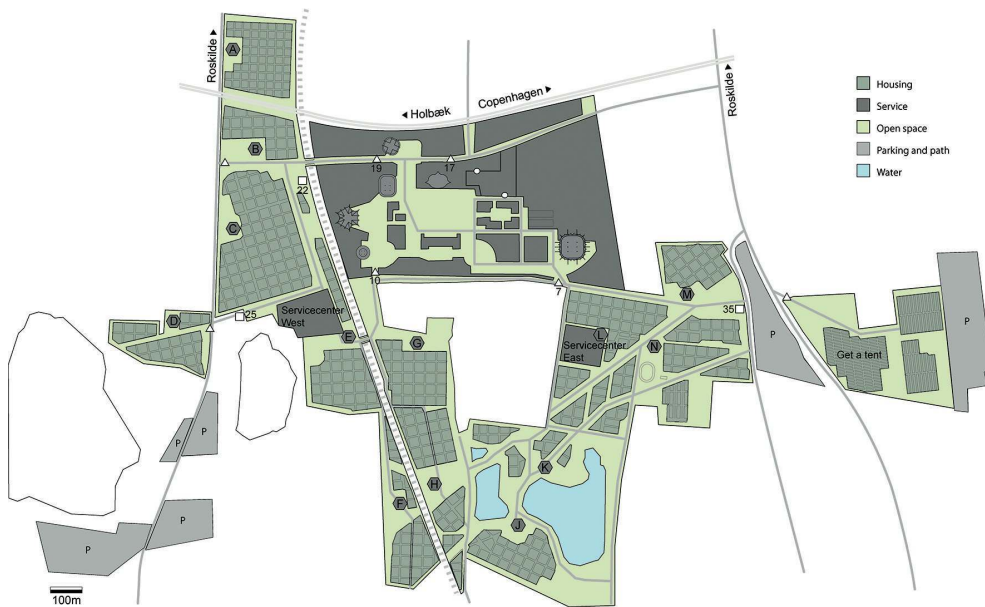 Roskilde ▶
A
Copenhagen ▶
◀ Holbæk
Roskilde ▶
Housing
Service
Open space
Parking and path
Water
B
19
17
22
C
10
7
M
D
25
Servicecenter
West
E
G
Servicecenter
East
L
N
35
P
Get a tent
P
P
P
K
H
F
J
P
P
100m